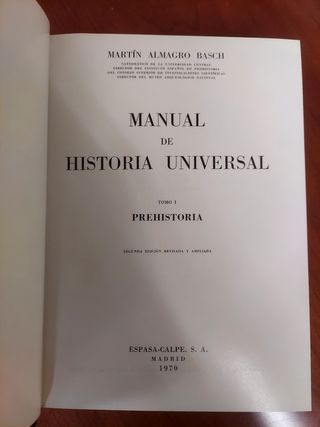 MARTÍN ALMAGRO BASCH
CATEDRÁTICO DE LA UNIVERSIDAD CENTRAL
DIRECTOR DEL INSTITUTO ESPAÑOL DE PREHISTORIA
DEL CONSEJO SUPERIOR DE INVESTIGACIONES CIENTÍFICAS
DIRECTOR DEL MUSEO ARQUEOLÓGICO NACIONAL
MANUAL
DE
HISTORIA UNIVERSAL
TOMO I
PREHISTORIA
SEGUNDA EDICIÓN REVISADA Y AMPLIADA
ESPASA-CALPE, S. A.
MADRID
1970